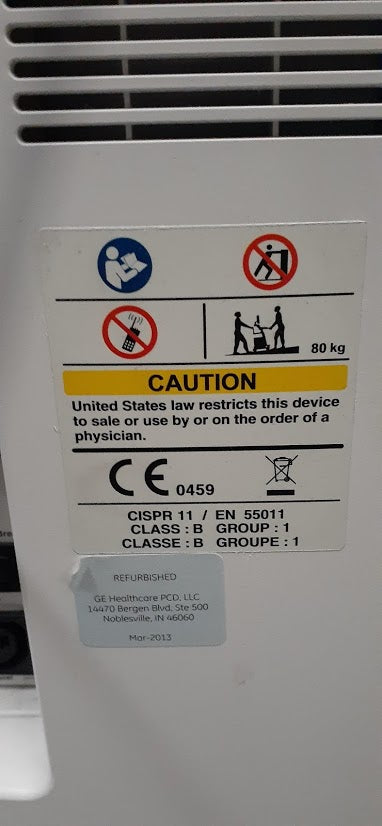 80 kg
CAUTION
United States law restricts this device
to sale or use by or on the order of a
physician.
CE 0459
CISPR 11 / EN 55011
CLASS : B GROUP : 1
CLASSE : B GROUPE : 1
REFURBISHED
GE Healthcare PCD, LLC
14470 Bergen Blvd, Ste 500
Noblesville, IN 46060
Mar-2013